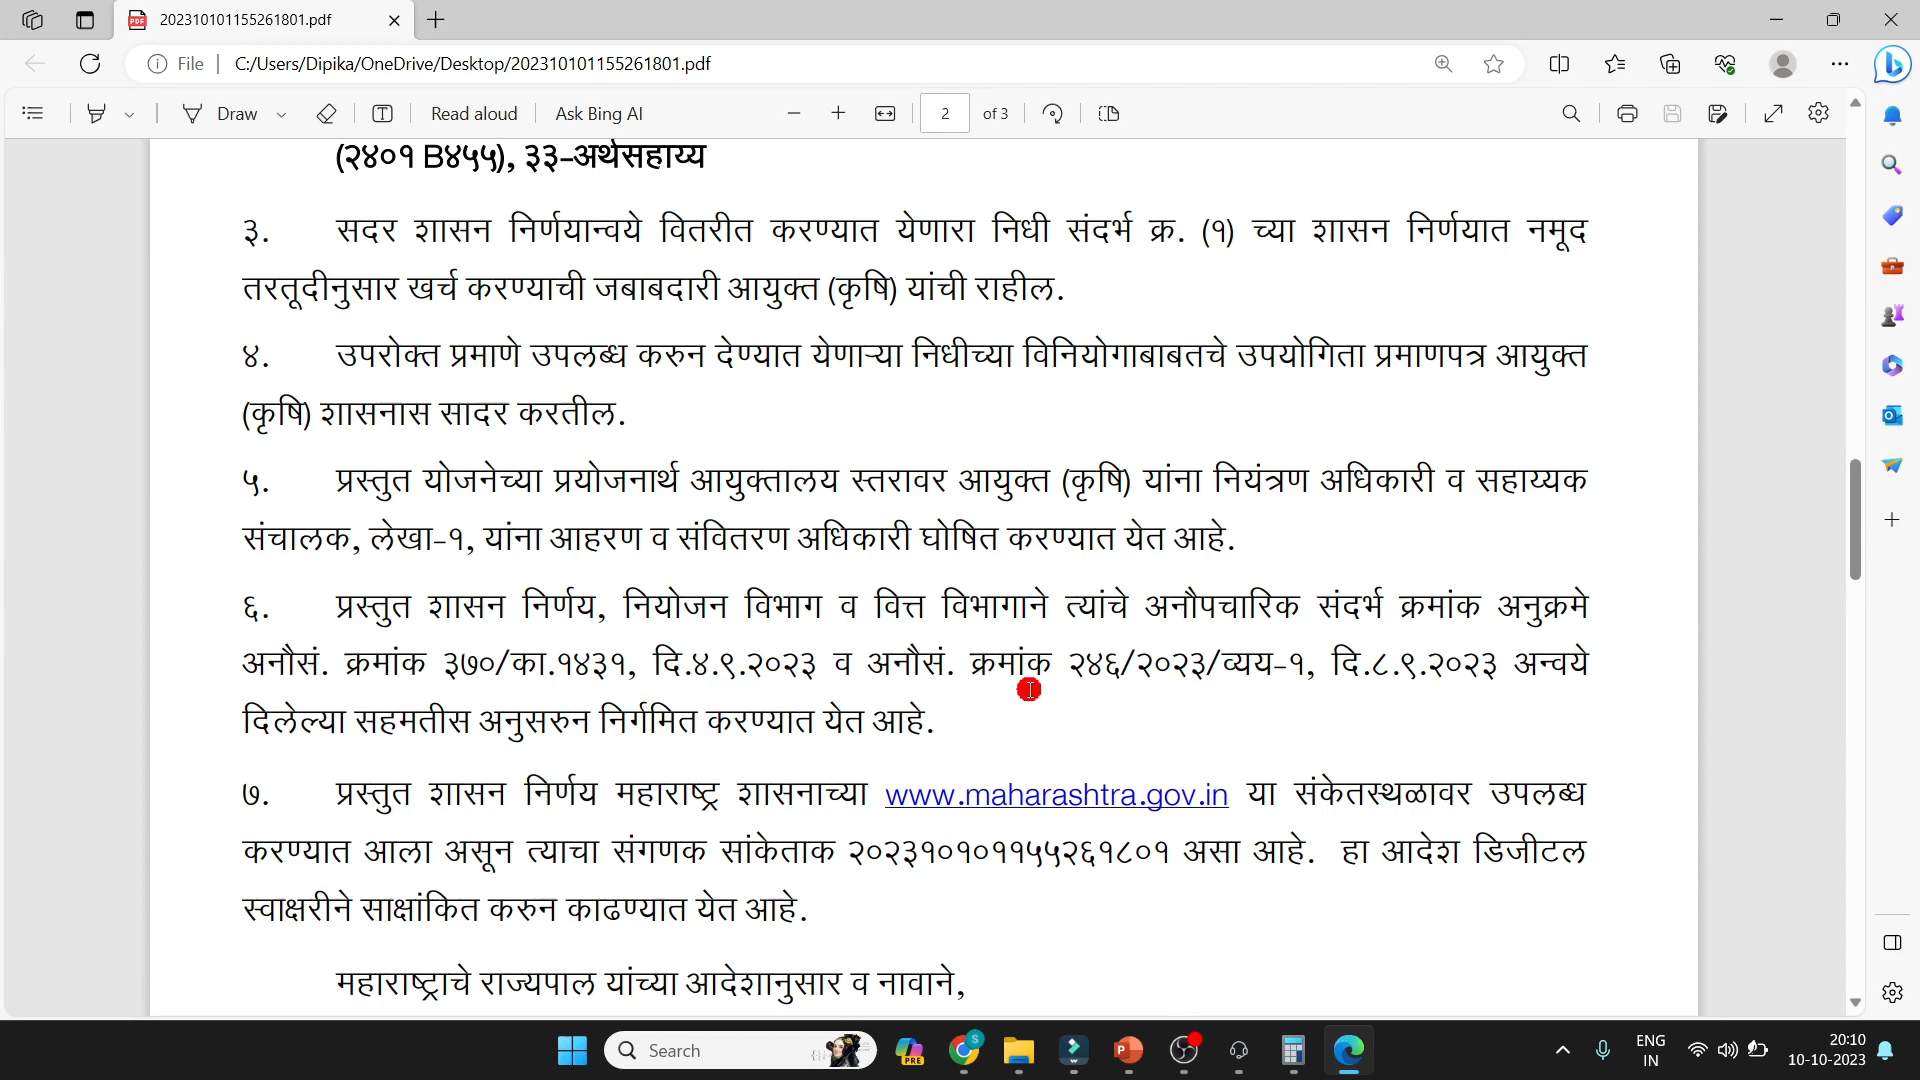 202310101155261801.pdf
File
C:/Users/Dipika/OneDrive/Desktop/202310101155261801.pdf
Draw
Read aloud
Ask Bing AI
2
of 3
(२४०१ B४५५), ३३-अर्थसहाय्य
३. सदर शासन निर्णयान्वये वितरीत करण्यात येणारा निधी संदर्भ क्र. (१) च्या शासन निर्णयात नमूद
तरतूदीनुसार खर्च करण्याची जबाबदारी आयुक्त (कृषि) यांची राहील.
४. उपरोक्त प्रमाणे उपलब्ध करुन देण्यात येणाऱ्या निधीच्या विनियोगाबाबतचे उपयोगिता प्रमाणपत्र आयुक्त
(कृषि) शासनास सादर करतील.
५. प्रस्तुत योजनेच्या प्रयोजनार्थ आयुक्तालय स्तरावर आयुक्त (कृषि) यांना नियंत्रण अधिकारी व सहाय्यक
संचालक, लेखा-१, यांना आहरण व संवितरण अधिकारी घोषित करण्यात येत आहे.
६. प्रस्तुत शासन निर्णय, नियोजन विभाग व वित्त विभागाने त्यांचे अनौपचारिक संदर्भ क्रमांक अनुक्रमे
अनौसं. क्रमांक ३७०/का.१४३१, दि.४.९.२०२३ व अनौसं. क्रमांक २४६/२०२३/व्यय-१, दि.८.९.२०२३ अन्वये
दिलेल्या सहमतीस अनुसरुन निर्गमित करण्यात येत आहे.
७. प्रस्तुत शासन निर्णय महाराष्ट्र शासनाच्या www.maharashtra.gov.in या संकेतस्थळावर उपलब्ध
करण्यात आला असून त्याचा संगणक सांकेताक २०२३१०१०११५५२६१८०१ असा आहे. हा आदेश डिजीटल
स्वाक्षरीने साक्षांकित करुन काढण्यात येत आहे.
महाराष्ट्राचे राज्यपाल यांच्या आदेशानुसार व नावाने,
Search
PRE
ENG
IN
20:10
10-10-2023